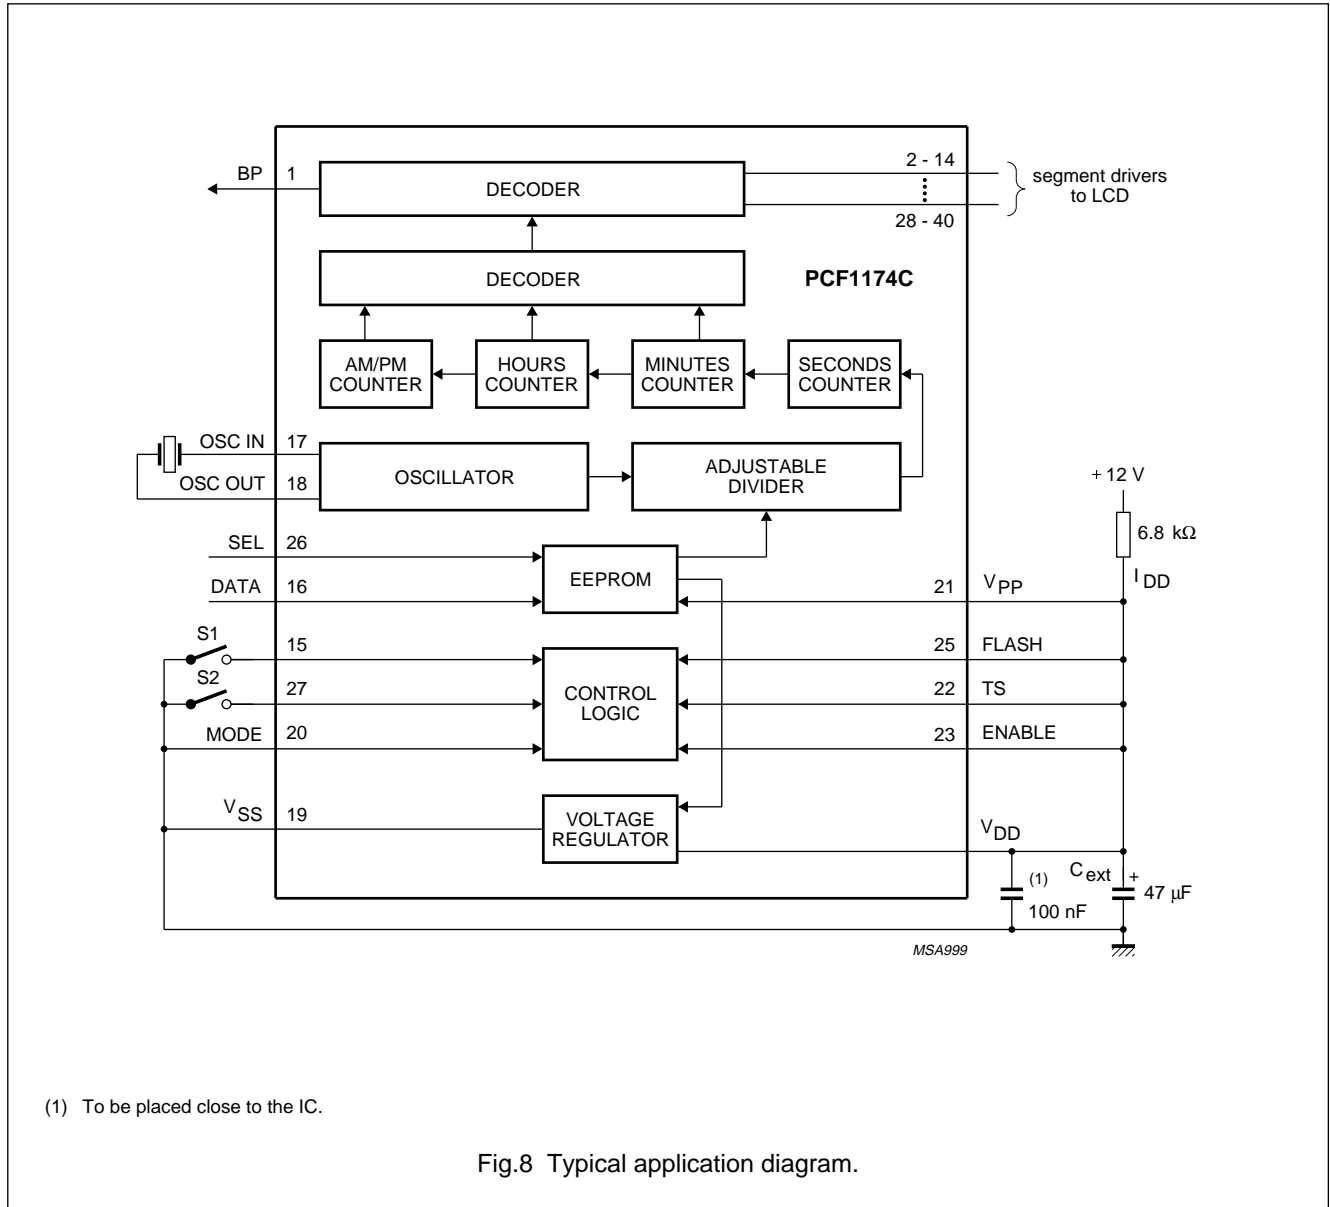 BP 1
DECODER
2 - 14
28 - 40
segment drivers
to LCD
DECODER
PCF1174C
AM/PM
COUNTER
HOURS
COUNTER
MINUTES
COUNTER
SECONDS
COUNTER
OSC IN 17
OSC OUT 18
OSCILLATOR
ADJUSTABLE
DIVIDER
+ 12 V
6.8 kΩ
I DD
SEL 26
DATA 16
EEPROM
21 V PP
S1 15
S2 27
MODE 20
CONTROL
LOGIC
25 FLASH
22 TS
23 ENABLE
V SS 19
VOLTAGE
REGULATOR
V DD
(1)
100 nF
C ext +
47 μF
MSA999
(1) To be placed close to the IC.
Fig.8 Typical application diagram.